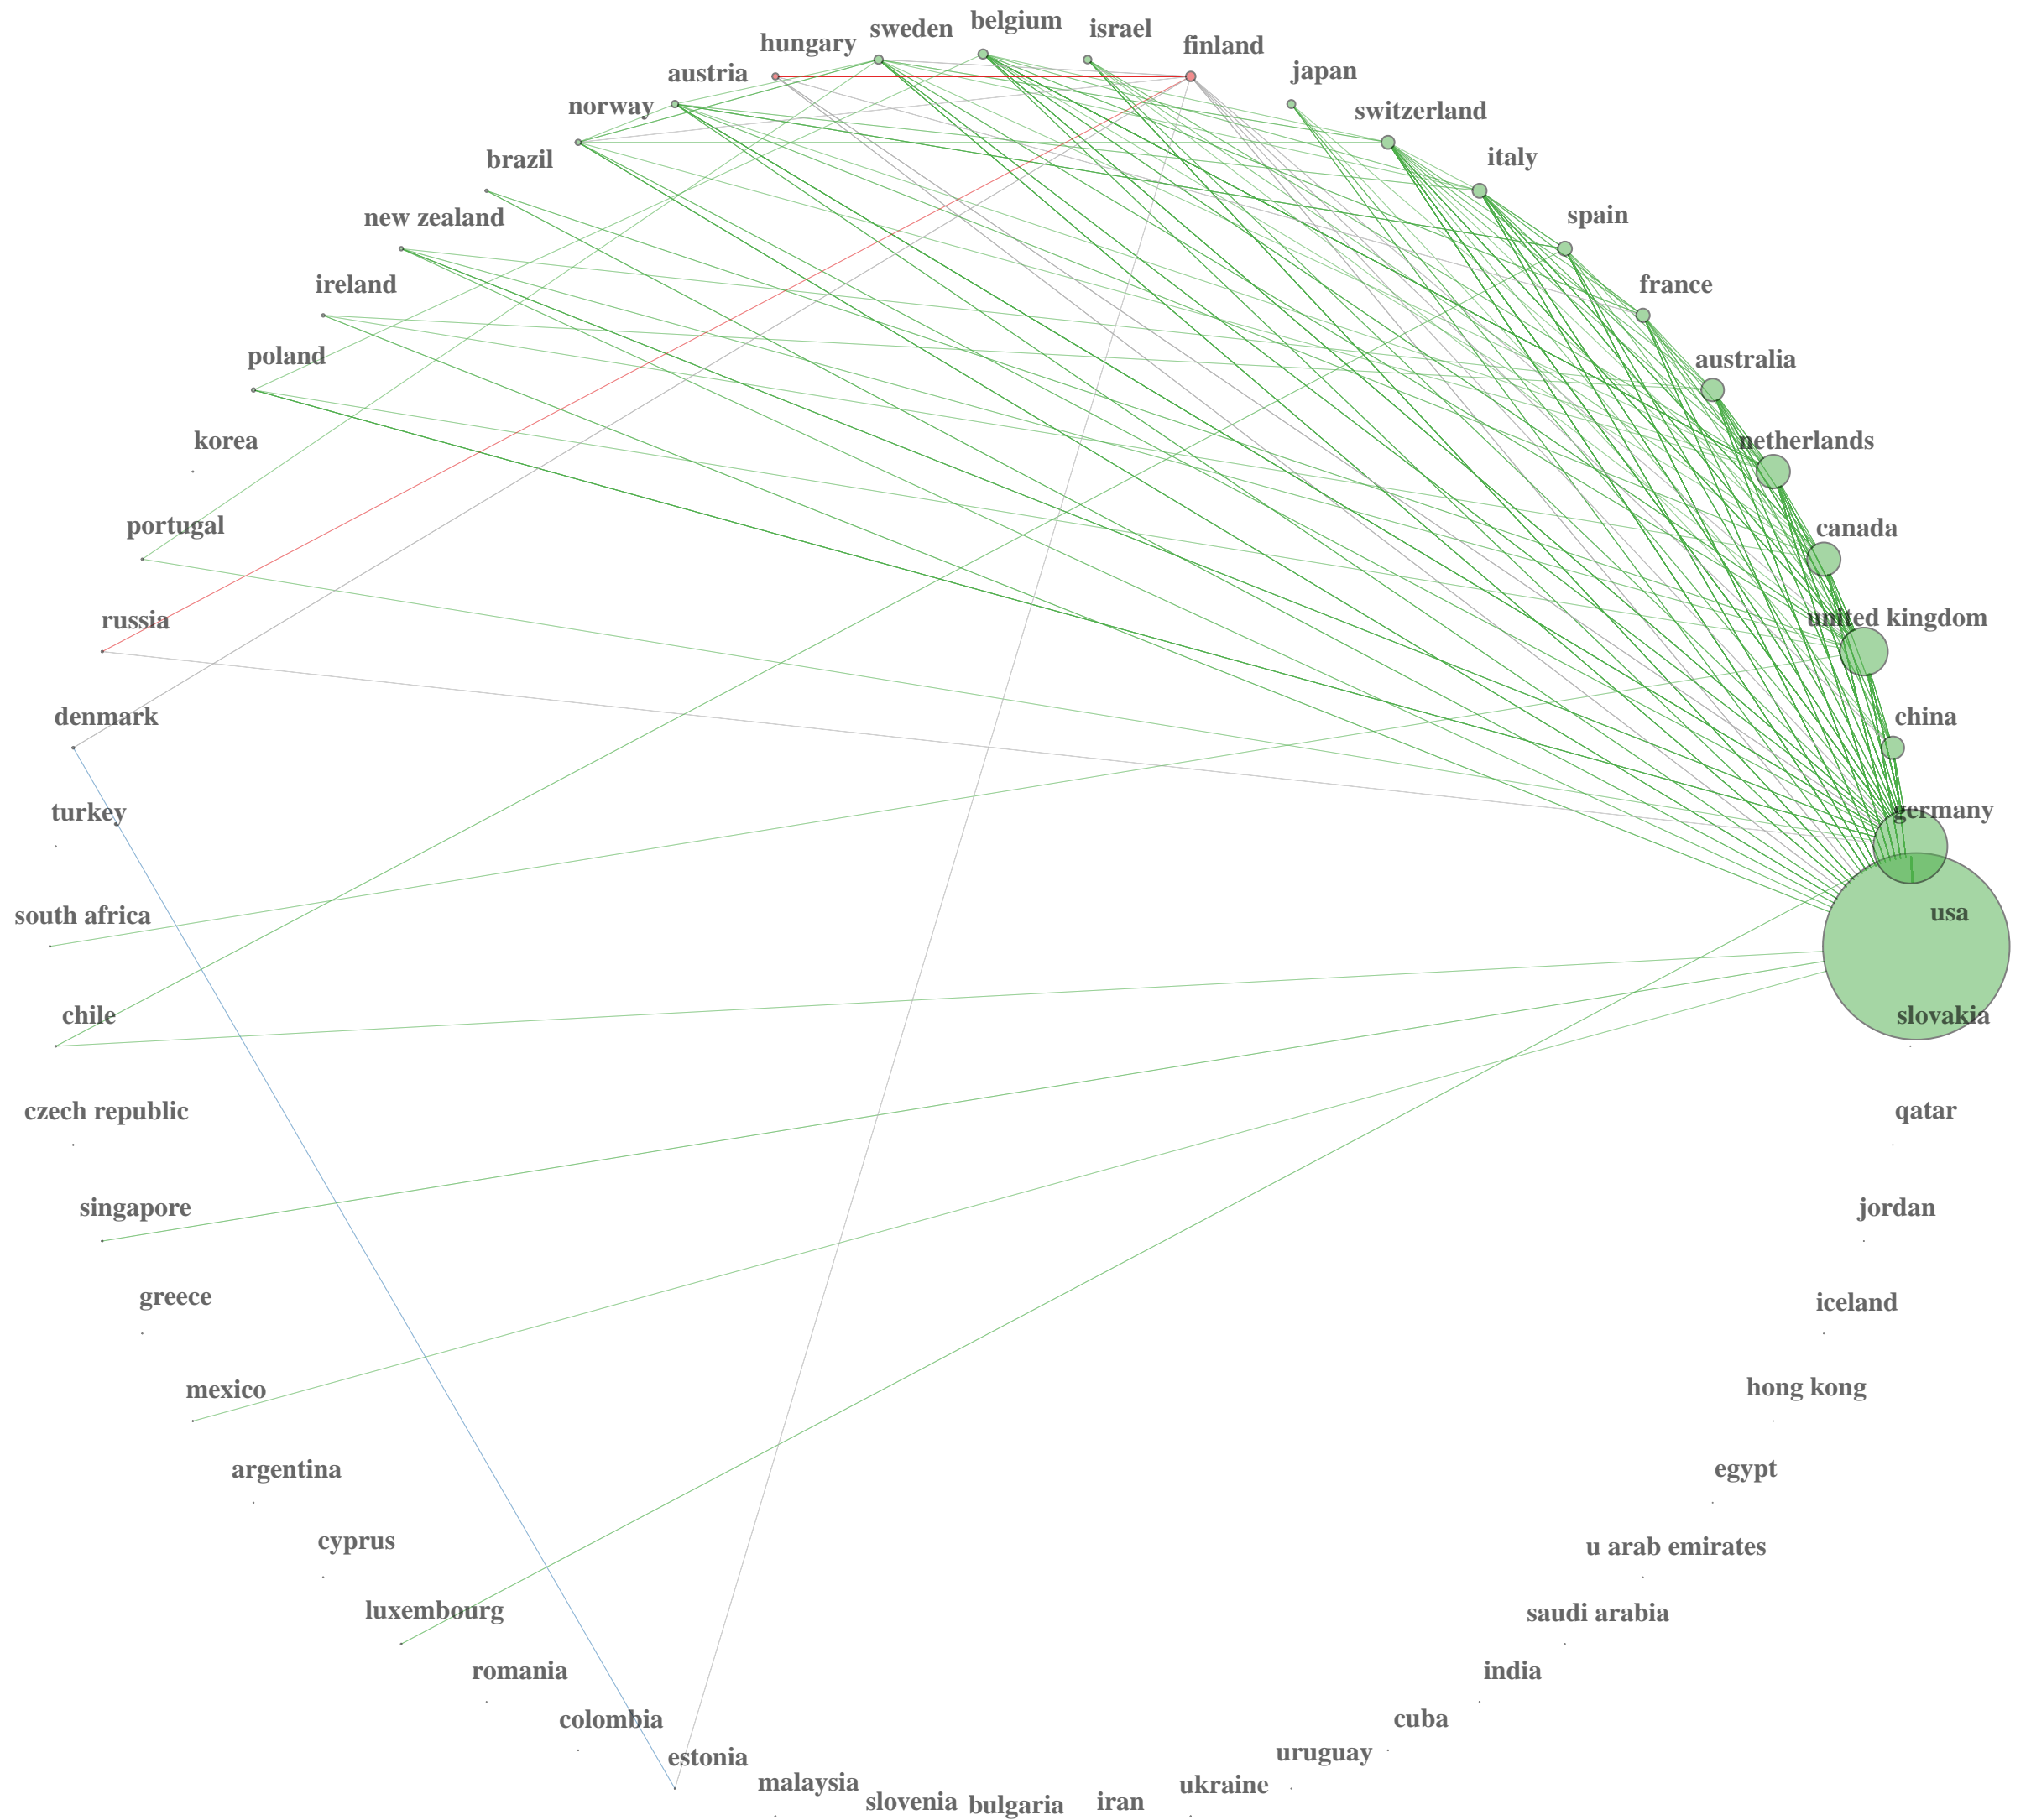 belgium
sweden
israel
hungary
finland
austria
japan
norway
switzerland
brazil
italy
new zealand
spain
ireland
france
poland
australia
korea
netherlands
portugal
canada
russia
united kingdom
denmark
china
turkey
germany
south africa
usa
chile
slovakia
czech republic
qatar
singapore
jordan
greece
iceland
mexico
hong kong
argentina
egypt
cyprus
u arab emirates
luxembourg
saudi arabia
romania
india
colombia
cuba
estonia
uruguay
malaysia
ukraine
slovenia
bulgaria
iran